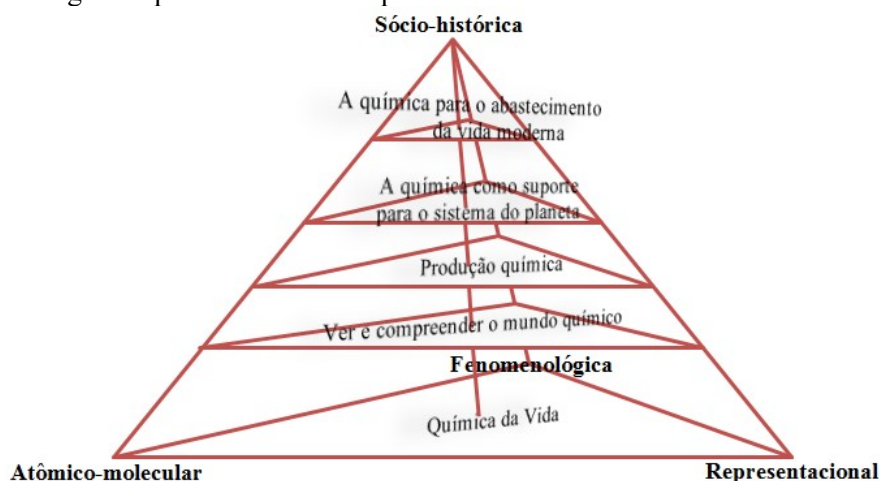 Sócio-histórica
A química para o abastecimento
da vida moderna
A química como suporte
para o sistema do planeta
Produção química
Ver e compreender o mundo químico
Fenomenológica
Química da Vida
Atômico-molecular
Representacional